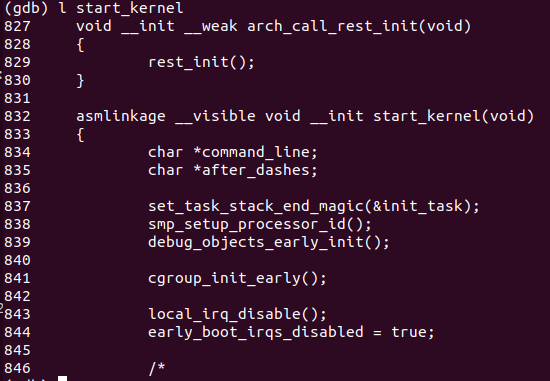 (gdb) l start_kernel
827     void __init __weak arch_call_rest_init(void)
828     {
829             rest_init();
830     }
831
832     asmlinkage __visible void __init start_kernel(void)
833     {
834             char *command_line;
835             char *after_dashes;
836
837             set_task_stack_end_magic(&init_task);
838             smp_setup_processor_id();
839             debug_objects_early_init();
840
841             cgroup_init_early();
842
843             local_irq_disable();
844             early_boot_irqs_disabled = true;
845
846             /*